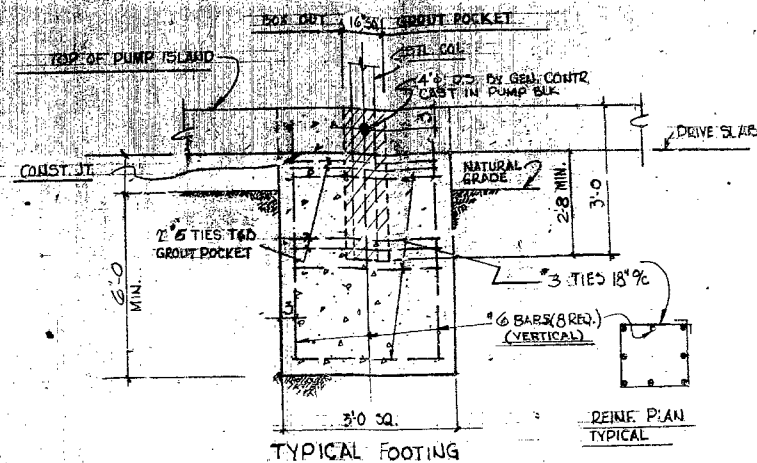 BOX OUT 16"SQ. GROUT POCKET
TOP OF PUMP ISLAND
STL COL
4"φ D.S. BY GEN. CONTR.
CAST IN PUMP BLK
3"
DRIVE SLAB
CONST. JT.
NATURAL
GRADE
2'-8 MIN
3'-0
2 #5 TIES T&B
GROUT POCKET
6'-0
MIN.
#3 TIES 18" O/C
3
#6 BARS (8 REQ.)
(VERTICAL)
3'-0 SQ.
REINF. PLAN
TYPICAL
TYPICAL FOOTING